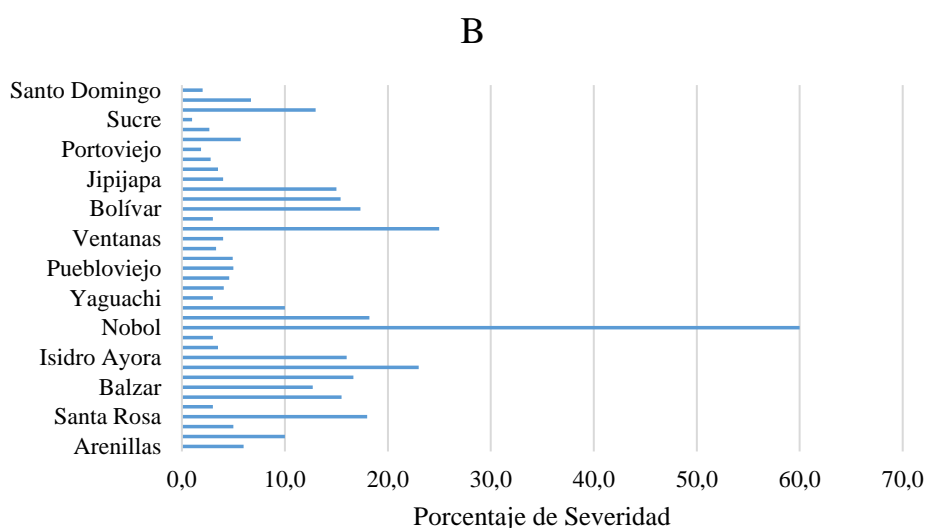 B
Santo Domingo
Sucre
Portoviejo
Jipijapa
Bolívar
Ventanas
Puebloviejo
Yaguachi
Nobol
Isidro Ayora
Balzar
Santa Rosa
Arenillas
0,0 10,0 20,0 30,0 40,0 50,0 60,0 70,0
Porcentaje de Severidad